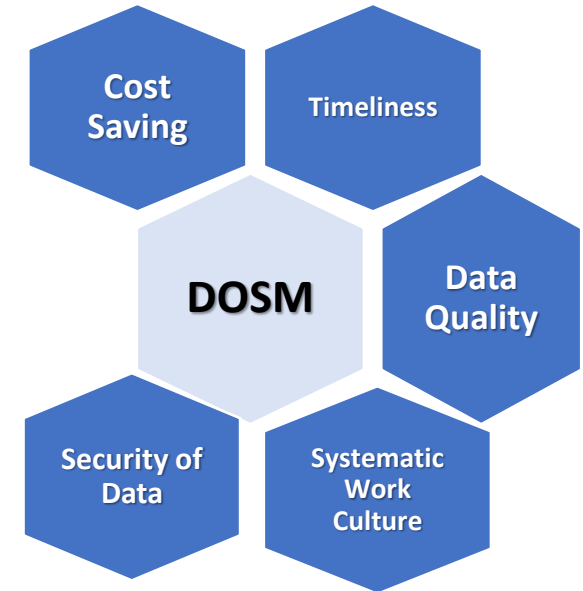 Cost
Saving
Timeliness
DOSM
Data
Quality
Security of
Data
Systematic
Work
Culture